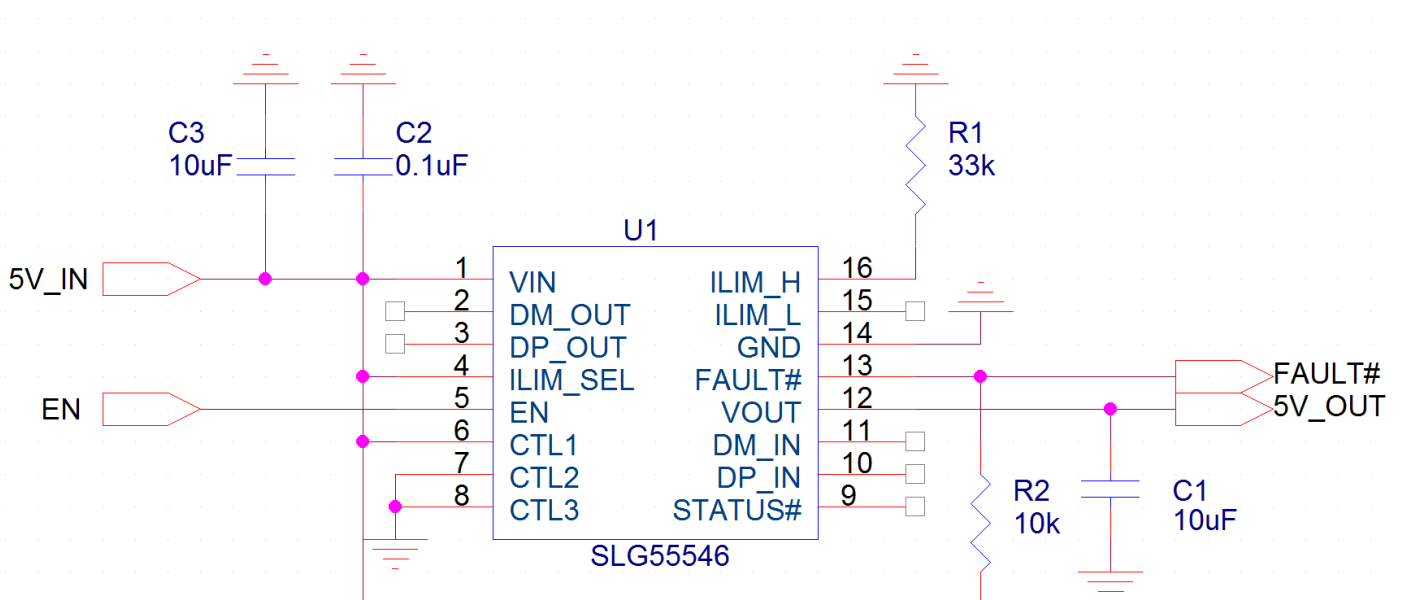 C3
10uF
C2
0.1uF
R1
33k
U1
5V_IN
EN
1 VIN
2 DM_OUT
3 DP_OUT
4 ILIM_SEL
5 EN
6 CTL1
7 CTL2
8 CTL3
ILIM_H 16
ILIM_L 15
GND 14
FAULT# 13
VOUT 12
DM_IN 11
DP_IN 10
STATUS# 9
SLG55546
FAULT#
5V_OUT
R2
10k
C1
10uF